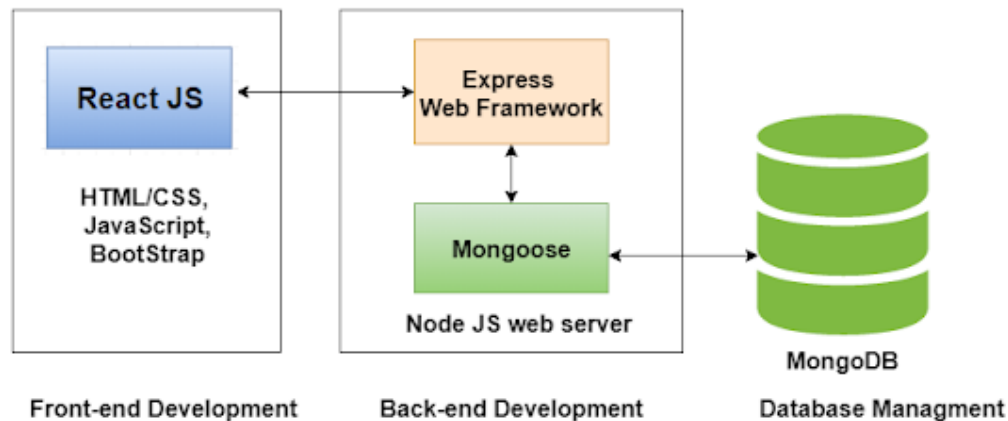 React JS
HTML/CSS,
JavaScript,
BootStrap
Front-end Development
Express
Web Framework
Mongoose
Node JS web server
Back-end Development
MongoDB
Database Managment